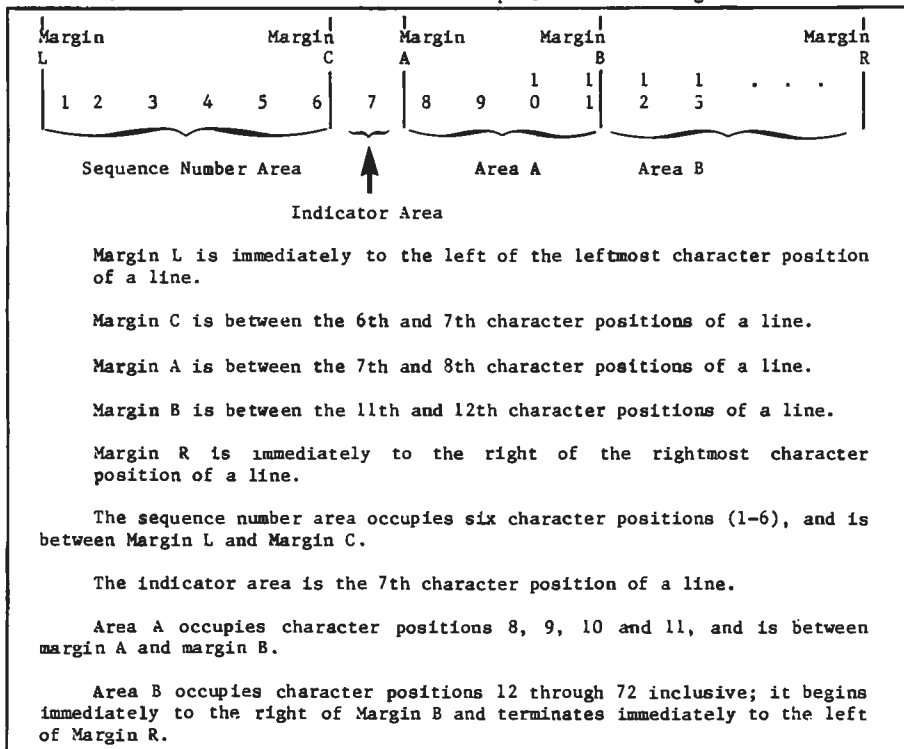 Margin Margin Margin Margin Margin
L C A B R
1 1 1 1 . . .
1 2 3 4 5 6 7 8 9 0 1 2 3
Sequence Number Area Area A Area B
Indicator Area
Margin L is immediately to the left of the leftmost character position
of a line.
Margin C is between the 6th and 7th character positions of a line.
Margin A is between the 7th and 8th character positions of a line.
Margin B is between the 11th and 12th character positions of a line.
Margin R is immediately to the right of the rightmost character
position of a line.
The sequence number area occupies six character positions (1-6), and is
between Margin L and Margin C.
The indicator area is the 7th character position of a line.
Area A occupies character positions 8, 9, 10 and 11, and is between
margin A and margin B.
Area B occupies character positions 12 through 72 inclusive; it begins
immediately to the right of Margin B and terminates immediately to the left
of Margin R.